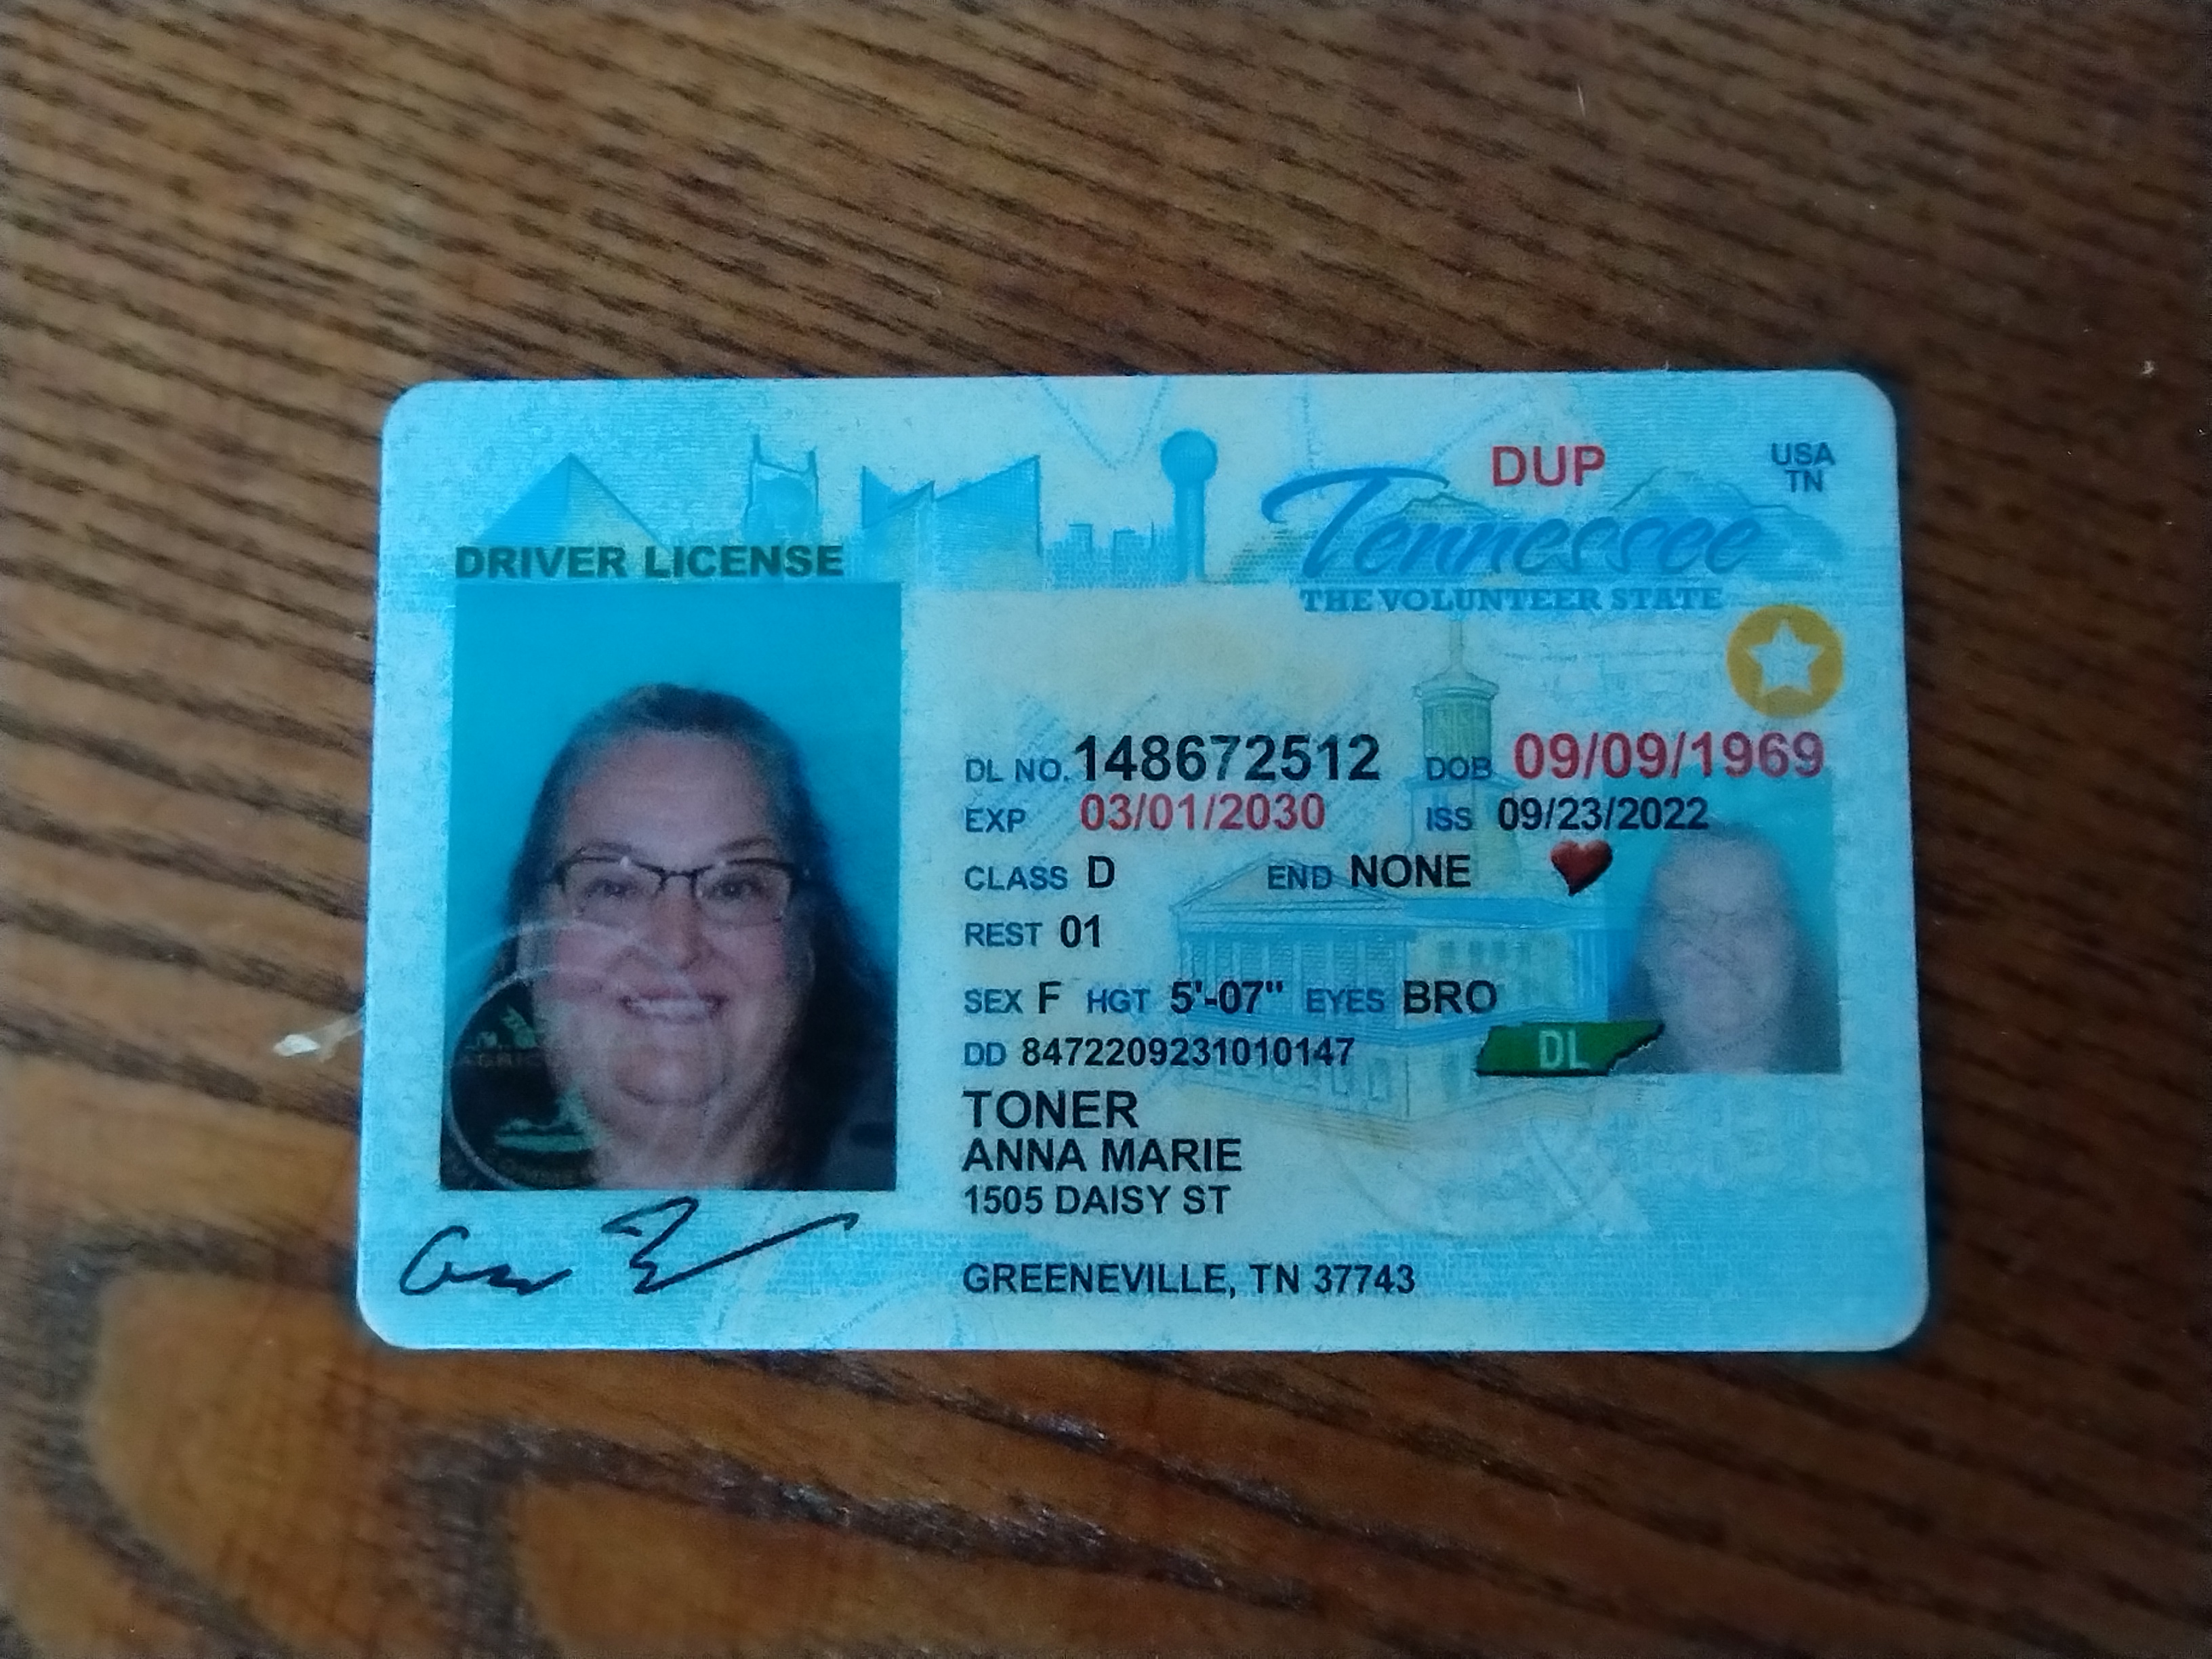 DUP
USA
TN
Tennessee
THE VOLUNTEER STATE
DRIVER LICENSE
DL NO. 148672512 DOB 09/09/1969
EXP 03/01/2030 ISS 09/23/2022
CLASS D END NONE
REST 01
SEX F HGT 5'-07" EYES BRO
DD 8472209231010147
DL
TONER
ANNA MARIE
1505 DAISY ST
GREENEVILLE, TN 37743